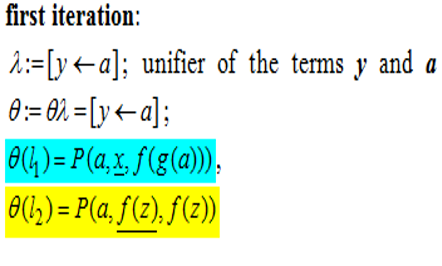 first iteration:
λ:=[y←a]; unifier of the terms y and a
θ:=θλ=[y←a];
θ(l₁)= P(a,x, f(g(a))),
θ(l₂)= P(a, f(z), f(z))